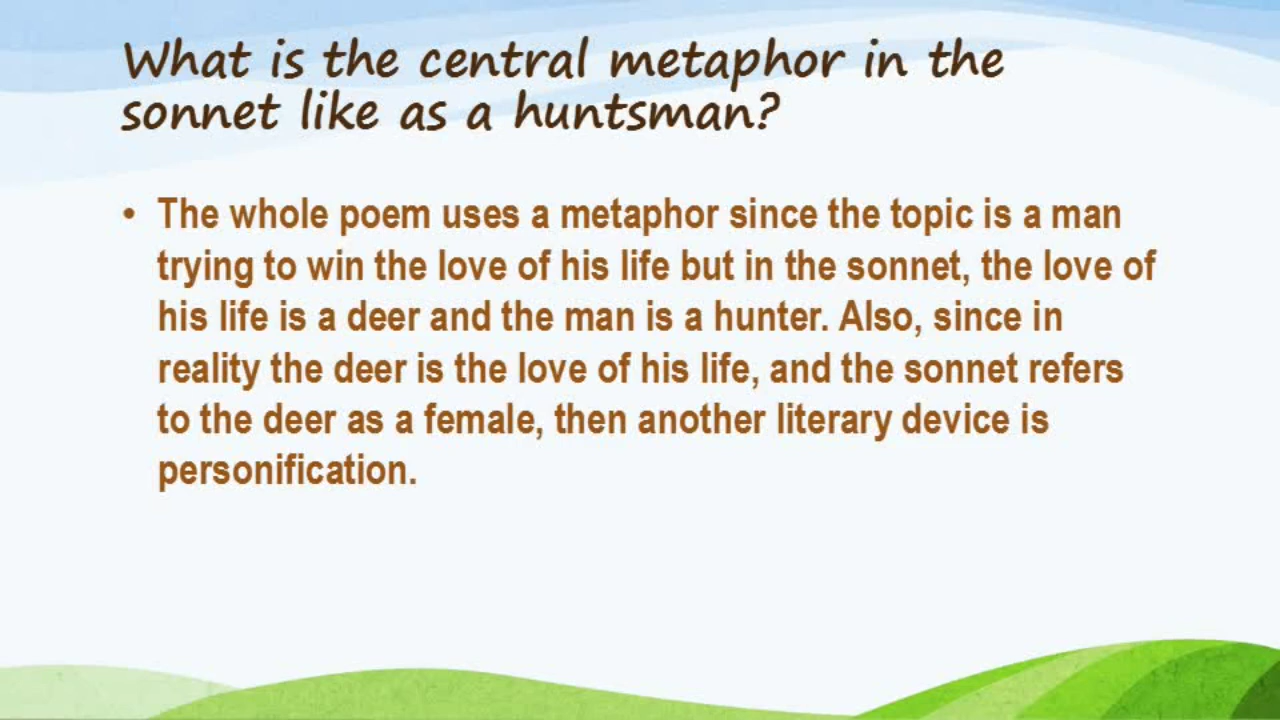 What is the central metaphor in the
sonnet like as a huntsman?
• The whole poem uses a metaphor since the topic is a man
trying to win the love of his life but in the sonnet, the love of
his life is a deer and the man is a hunter. Also, since in
reality the deer is the love of his life, and the sonnet refers
to the deer as a female, then another literary device is
personification.